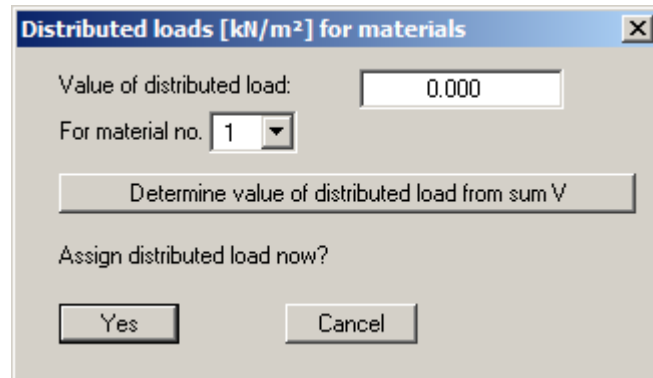 Distributed loads [kN/m²] for materials
Value of distributed load: 0.000
For material no. 1
Determine value of distributed load from sum V
Assign distributed load now?
Yes Cancel